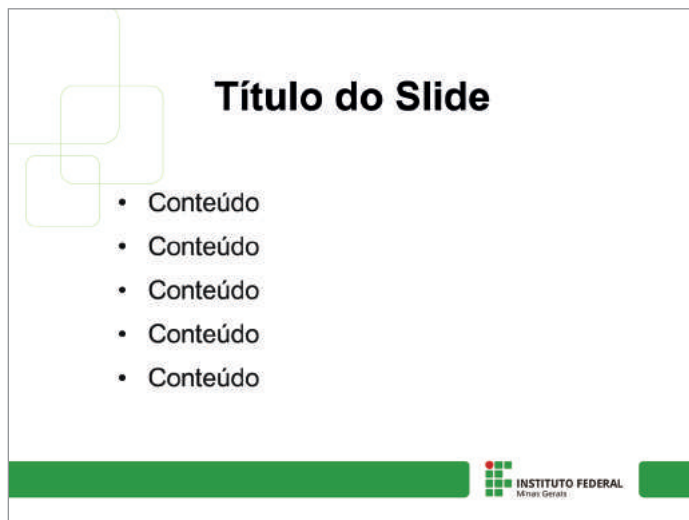 Título do Slide
• Conteúdo
• Conteúdo
• Conteúdo
• Conteúdo
• Conteúdo
INSTITUTO FEDERAL
Minas Gerais